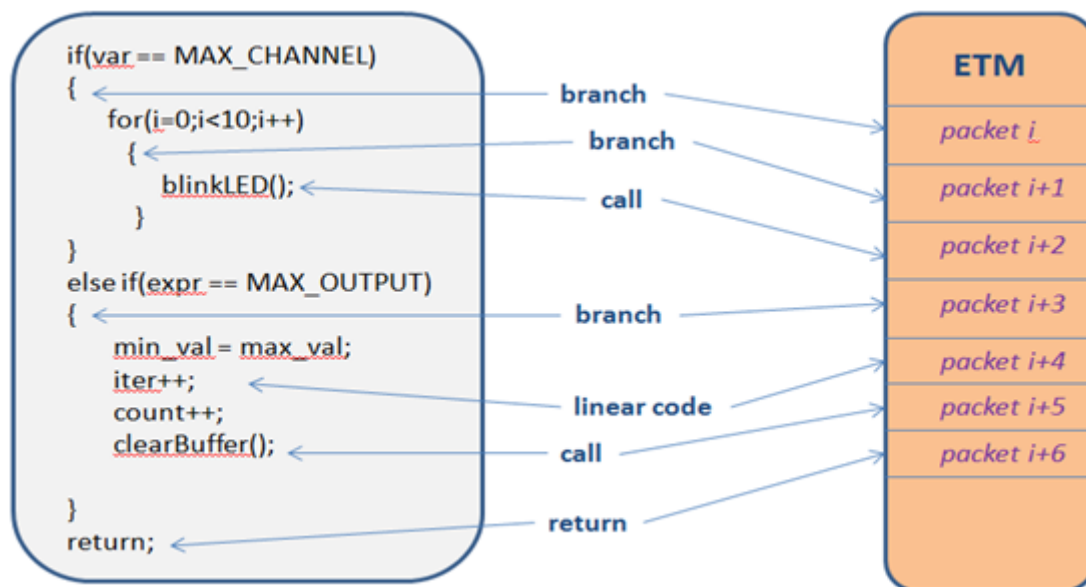 if(var == MAX_CHANNEL)
{
for(i=0;i<10;i++)
{
blinkLED();
}
}
else if(expr == MAX_OUTPUT)
{
min_val = max_val;
iter++;
count++;
clearBuffer();
}
return;
branch
branch
call
branch
linear code
call
return
ETM
packet i
packet i+1
packet i+2
packet i+3
packet i+4
packet i+5
packet i+6